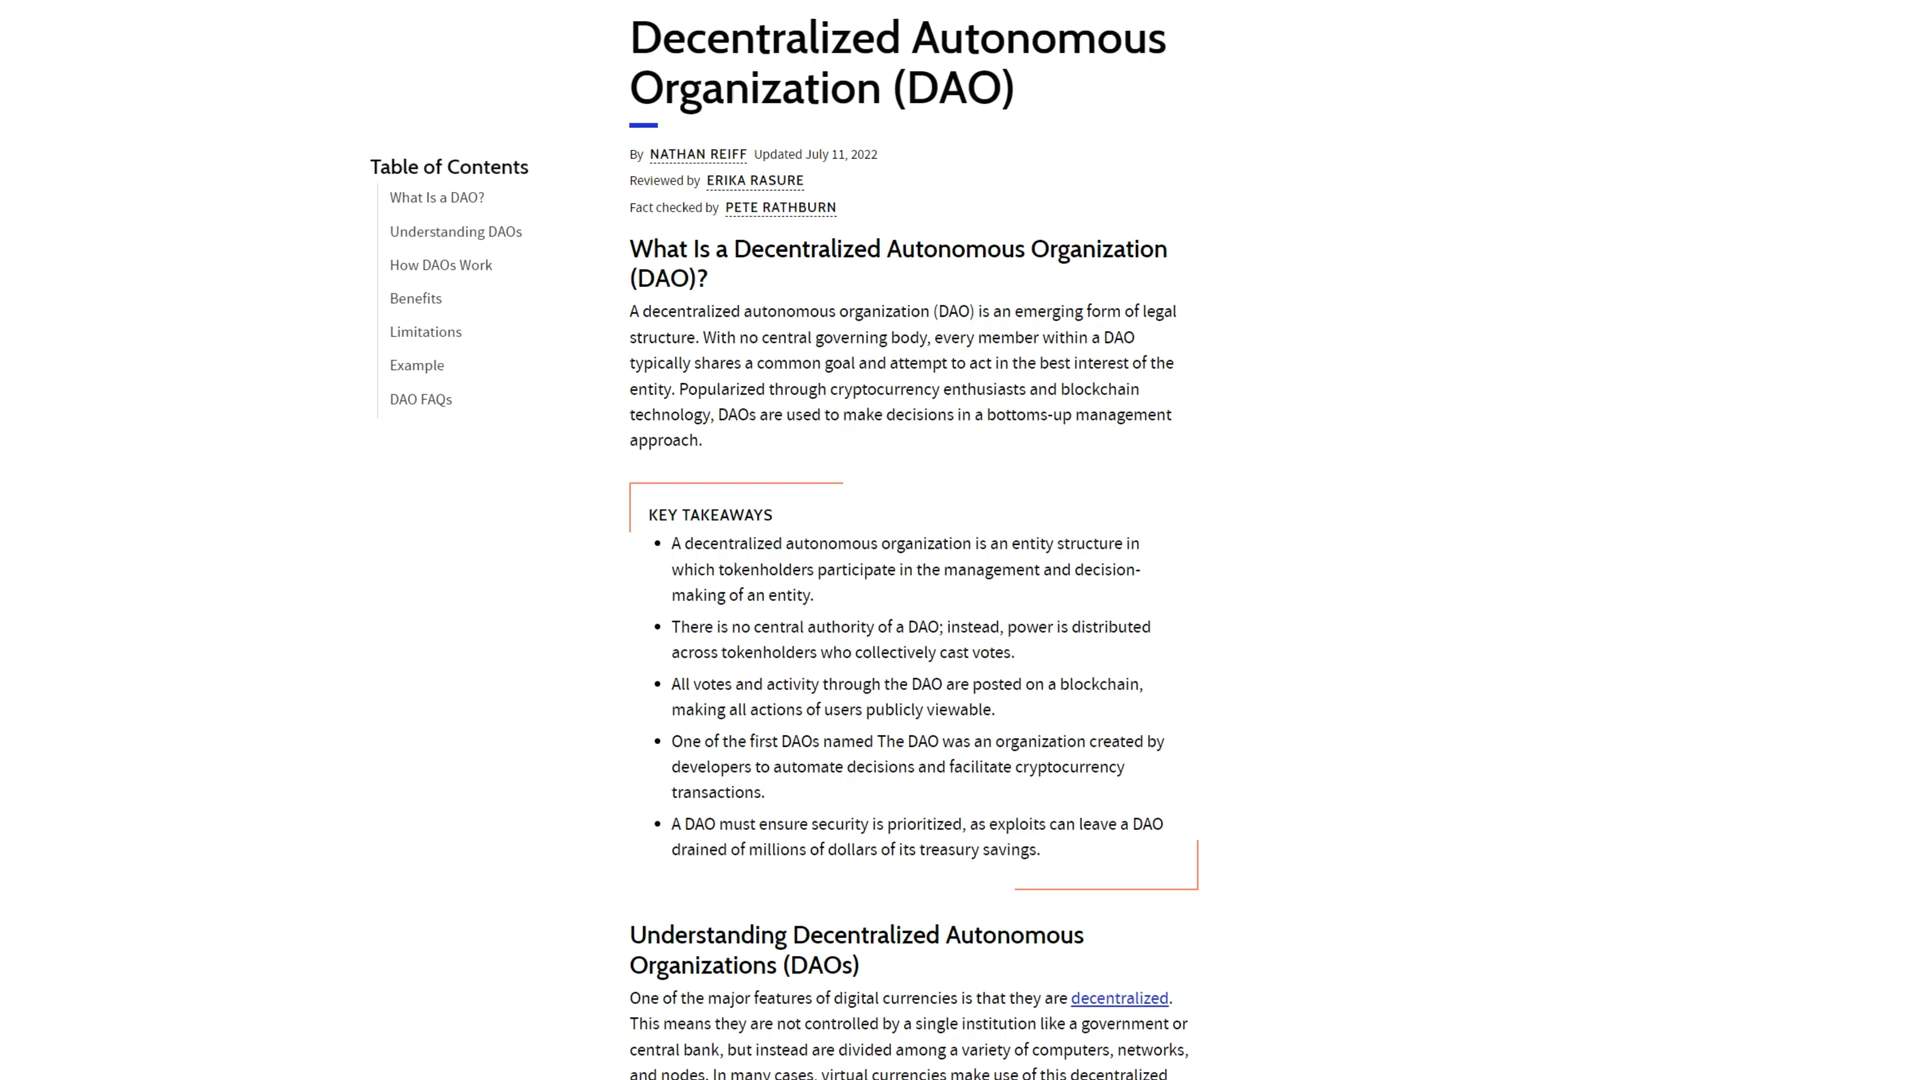 Decentralized Autonomous
Organization (DAO)
By NATHAN REIFF Updated July 11, 2022
Reviewed by ERIKA RASURE
Fact checked by PETE RATHBURN
Table of Contents
What Is a DAO?
Understanding DAOs
How DAOs Work
Benefits
Limitations
Example
DAO FAQs
What Is a Decentralized Autonomous Organization
(DAO)?
A decentralized autonomous organization (DAO) is an emerging form of legal
structure. With no central governing body, every member within a DAO
typically shares a common goal and attempt to act in the best interest of the
entity. Popularized through cryptocurrency enthusiasts and blockchain
technology, DAOs are used to make decisions in a bottoms-up management
approach.
KEY TAKEAWAYS
• A decentralized autonomous organization is an entity structure in
which tokenholders participate in the management and decision-
making of an entity.
• There is no central authority of a DAO; instead, power is distributed
across tokenholders who collectively cast votes.
• All votes and activity through the DAO are posted on a blockchain,
making all actions of users publicly viewable.
• One of the first DAOs named The DAO was an organization created by
developers to automate decisions and facilitate cryptocurrency
transactions.
• A DAO must ensure security is prioritized, as exploits can leave a DAO
drained of millions of dollars of its treasury savings.
Understanding Decentralized Autonomous
Organizations (DAOs)
One of the major features of digital currencies is that they are decentralized.
This means they are not controlled by a single institution like a government or
central bank, but instead are divided among a variety of computers, networks,
and nodes. In many cases, virtual currencies make use of this decentralized